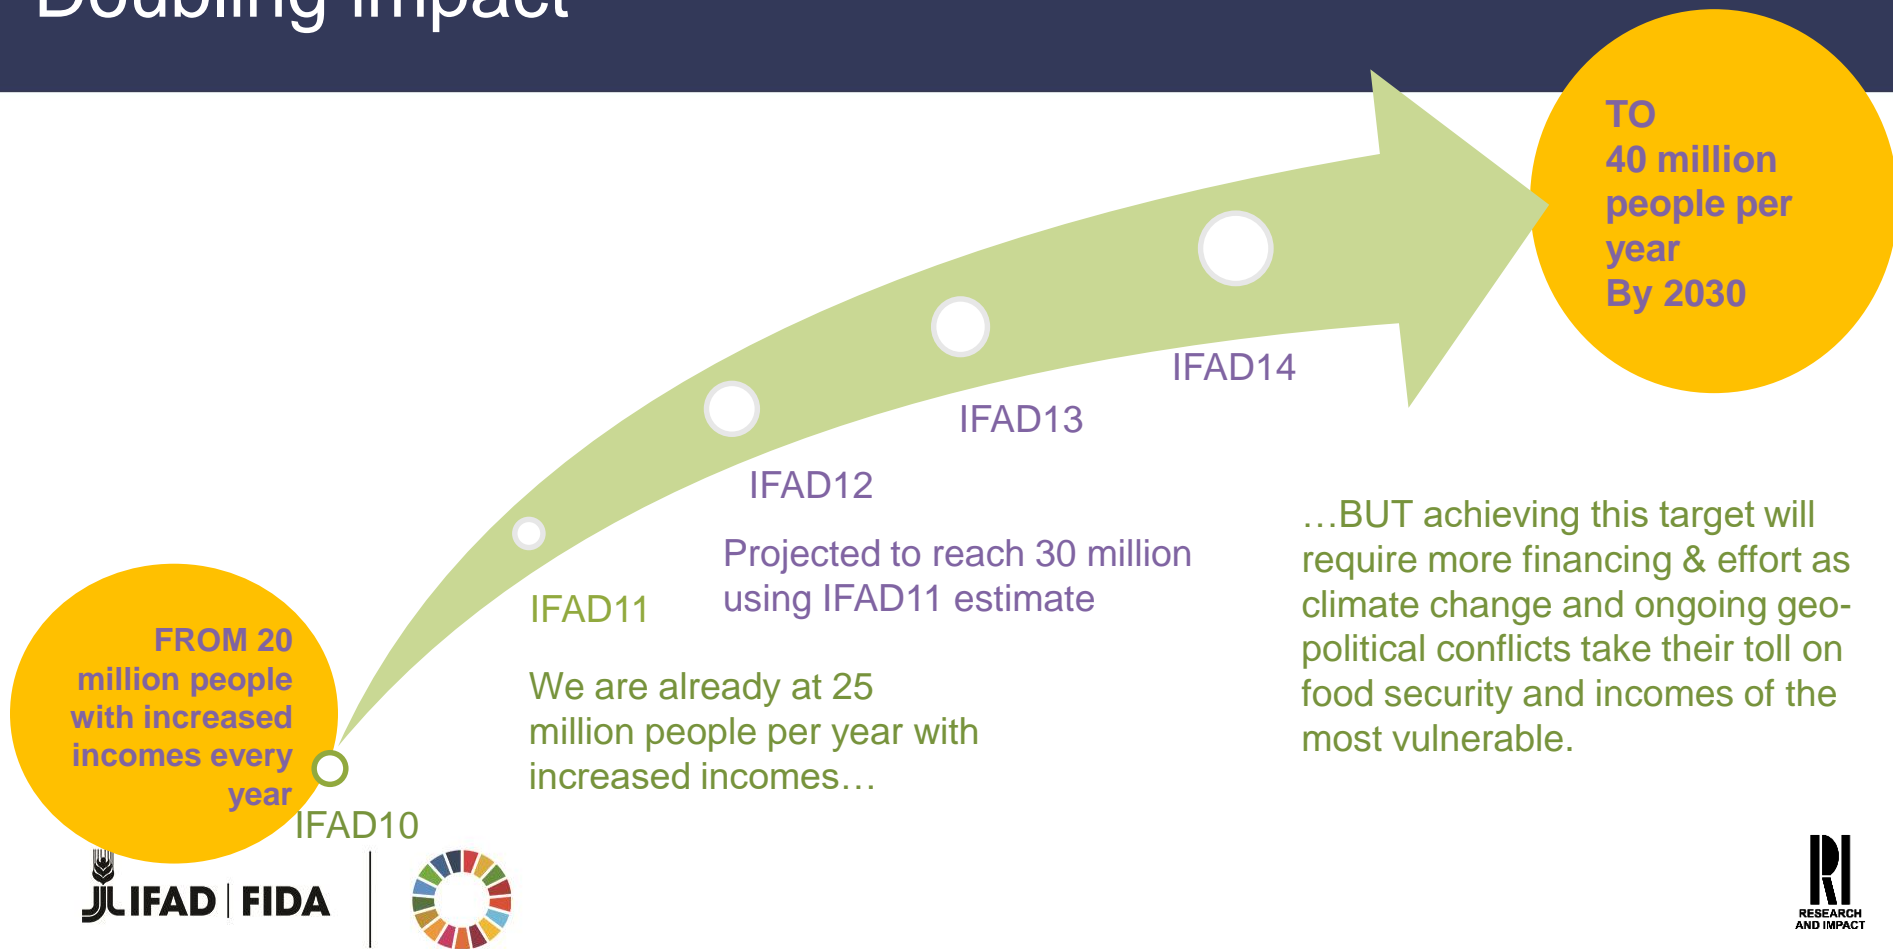 Doubling Impact
TO
40 million
people per
year
By 2030
IFAD14
IFAD13
IFAD12
Projected to reach 30 million
using IFAD11 estimate
IFAD11
We are already at 25
million people per year with
increased incomes…
…BUT achieving this target will
require more financing & effort as
climate change and ongoing geo-
political conflicts take their toll on
food security and incomes of the
most vulnerable.
FROM 20
million people
with increased
incomes every
year
IFAD10
IFAD | FIDA
RI
RESEARCH
AND IMPACT